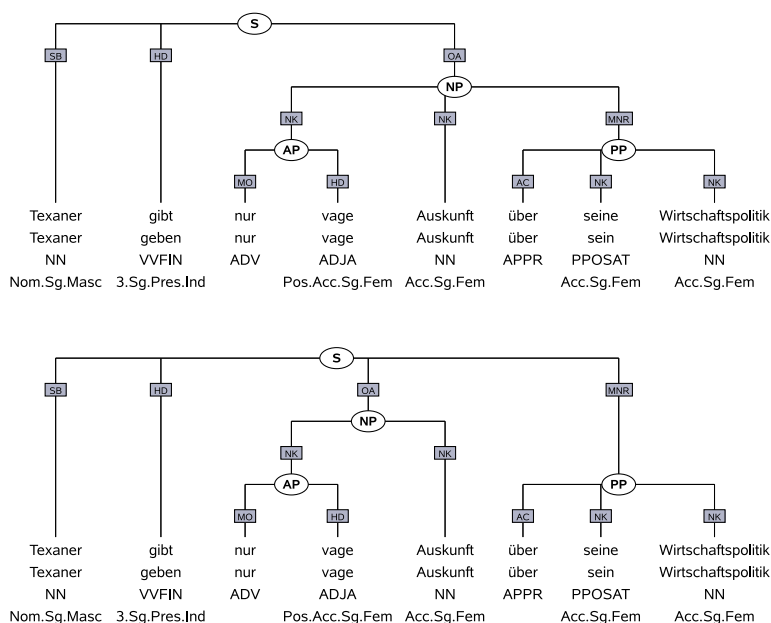 S
SB HD OA
NP
NK NK MNR
AP PP
MO HD AC NK NK
Texaner gibt nur vage Auskunft über seine Wirtschaftspolitik
Texaner geben nur vage Auskunft über sein Wirtschaftspolitik
NN VVFIN ADV ADJA NN APPR PPOSAT NN
Nom.Sg.Masc 3.Sg.Pres.Ind Pos.Acc.Sg.Fem Acc.Sg.Fem Acc.Sg.Fem Acc.Sg.Fem
S
SB HD OA MNR
NP
NK NK
AP PP
MO HD AC NK NK
Texaner gibt nur vage Auskunft über seine Wirtschaftspolitik
Texaner geben nur vage Auskunft über sein Wirtschaftspolitik
NN VVFIN ADV ADJA NN APPR PPOSAT NN
Nom.Sg.Masc 3.Sg.Pres.Ind Pos.Acc.Sg.Fem Acc.Sg.Fem Acc.Sg.Fem Acc.Sg.Fem